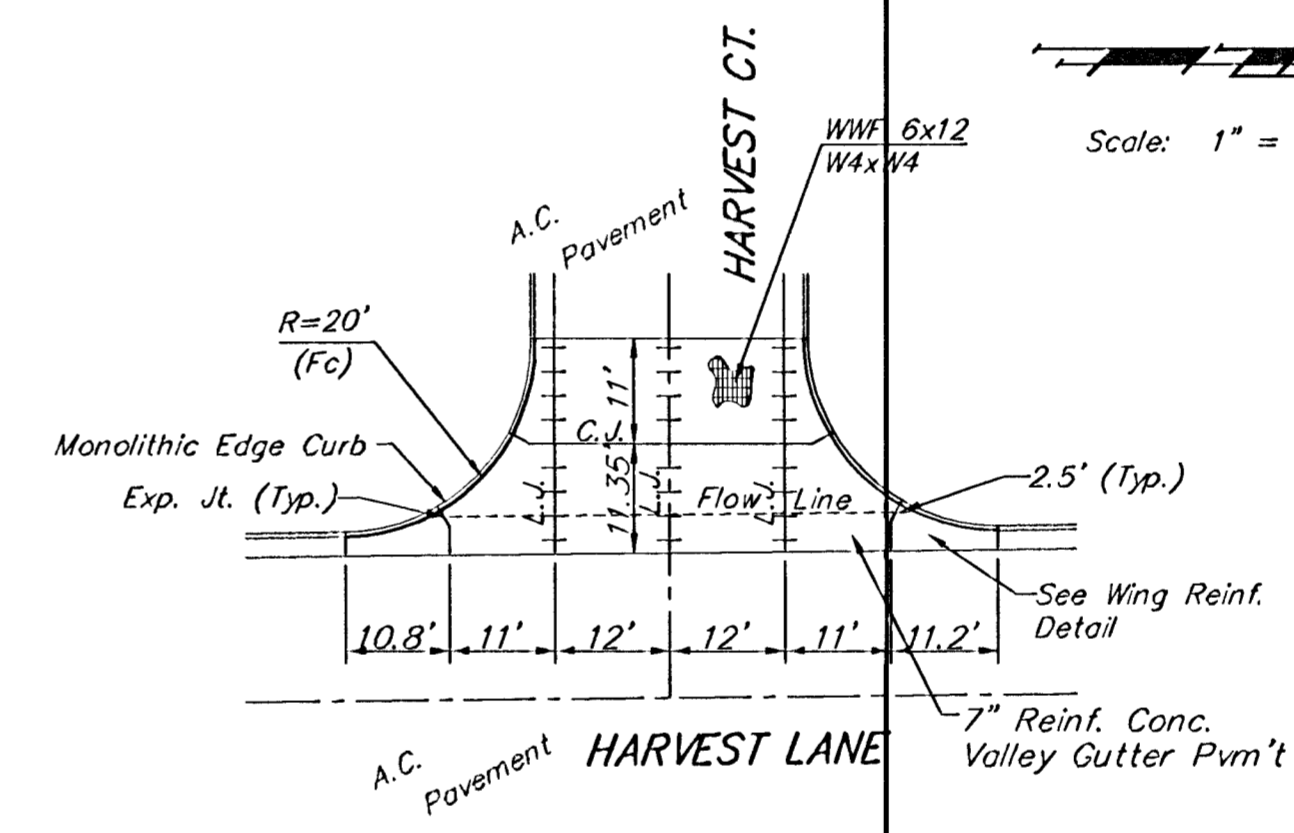 HARVEST CT.
WWF 6x12
W4xW4
Scale: 1" =
A.C.
Pavement
R=20'
(Fc)
11'
C.J.
Monolithic Edge Curb
Exp. Jt. (Typ.)
11.35'
L.J.
L.J.
L.J.
Flow Line
2.5' (Typ.)
See Wing Reinf.
Detail
10.8' 11' 12' 12' 11' 11.2'
7" Reinf. Conc.
Valley Gutter Pvm't
HARVEST LANE
A.C.
Pavement